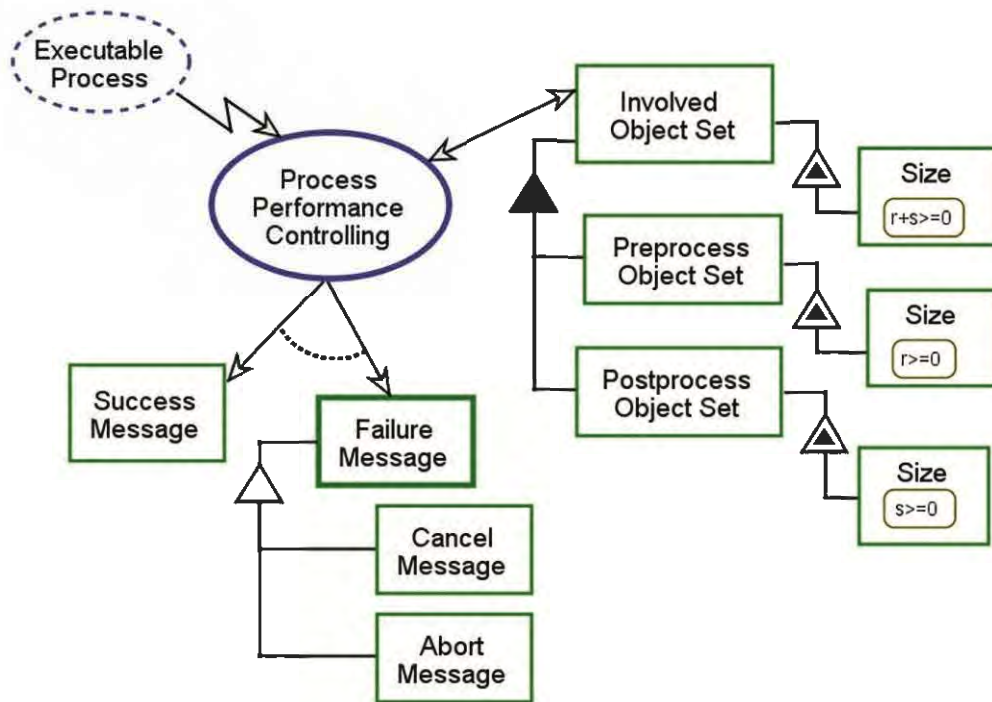 Executable
Process
Process
Performance
Controlling
Involved
Object Set
Size
r+s>=0
Preprocess
Object Set
Size
r>=0
Postprocess
Object Set
Size
s>=0
Success
Message
Failure
Message
Cancel
Message
Abort
Message